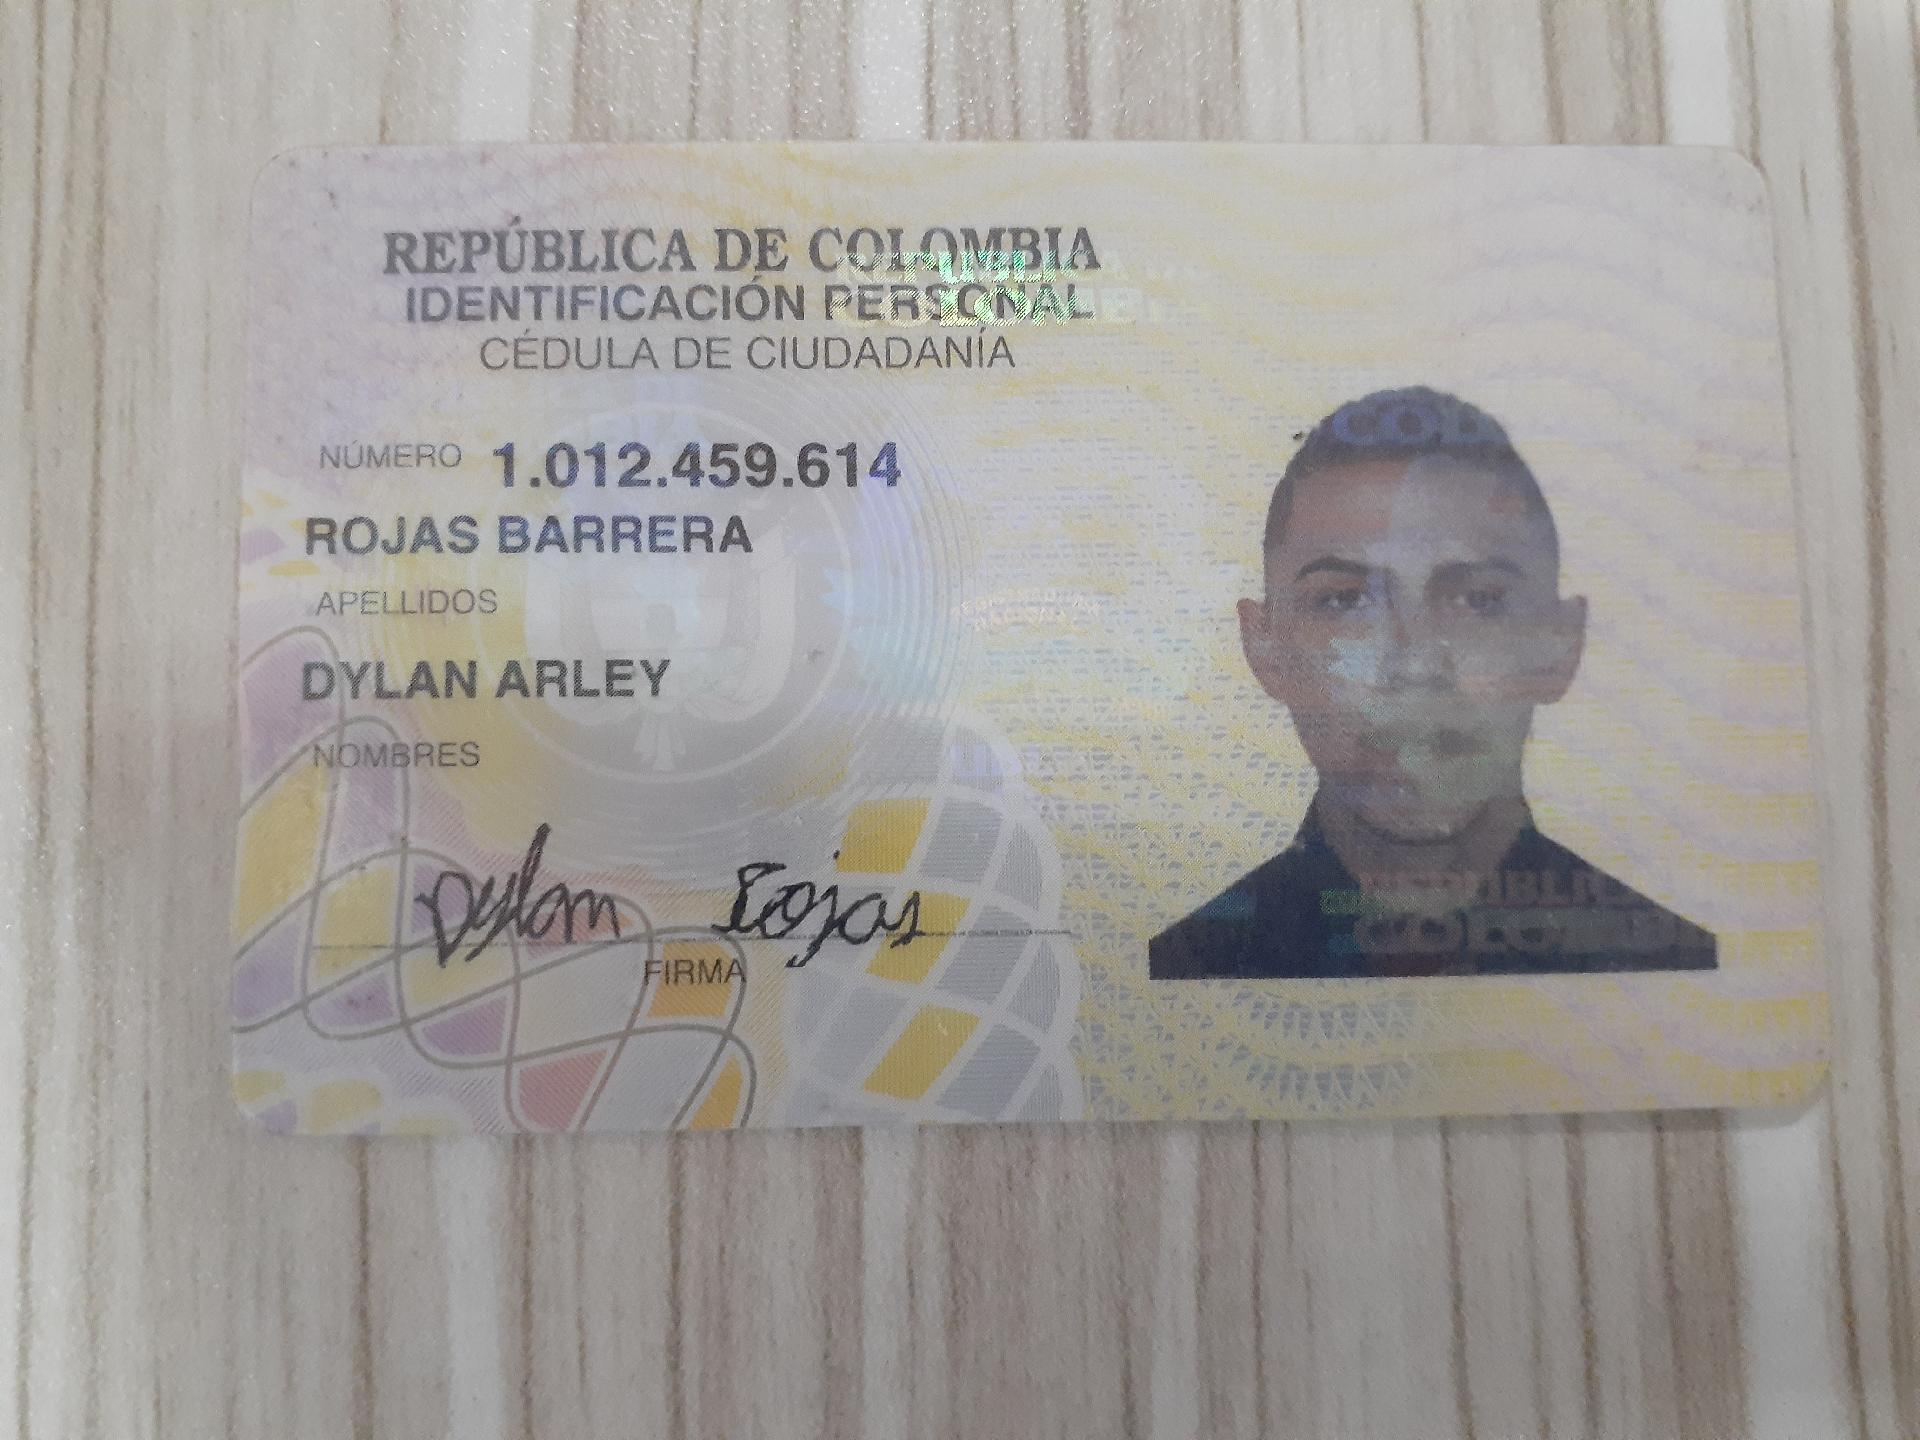 REPÚBLICA DE COLOMBIA
IDENTIFICACIÓN PERSONAL
CÉDULA DE CIUDADANÍA
NÚMERO 1.012.459.614
ROJAS BARRERA
APELLIDOS
DYLAN ARLEY
NOMBRES
Dylan Rojas
FIRMA